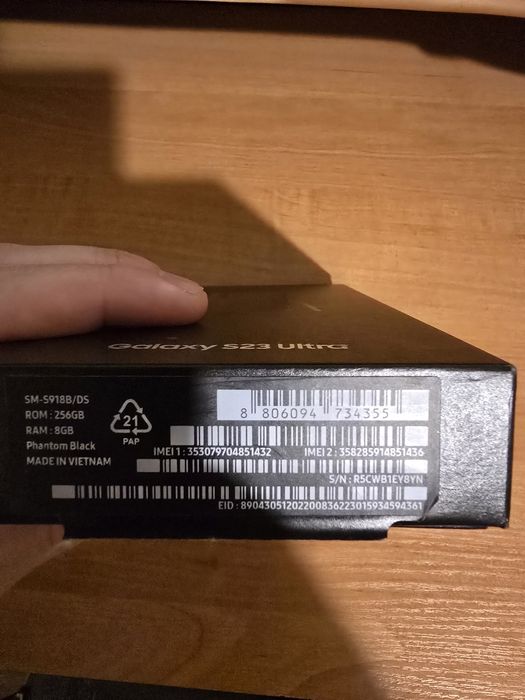 Galaxy S23 Ultra
SM-S918B/DS
ROM : 256GB
RAM : 8GB
Phantom Black
MADE IN VIETNAM
21
PAP
8 806094 734355
IMEI 1 : 353079704851432 IMEI 2 : 358285914851436
S/N : R5CWB1EY8YN
EID : 89043051202200836223015934594361